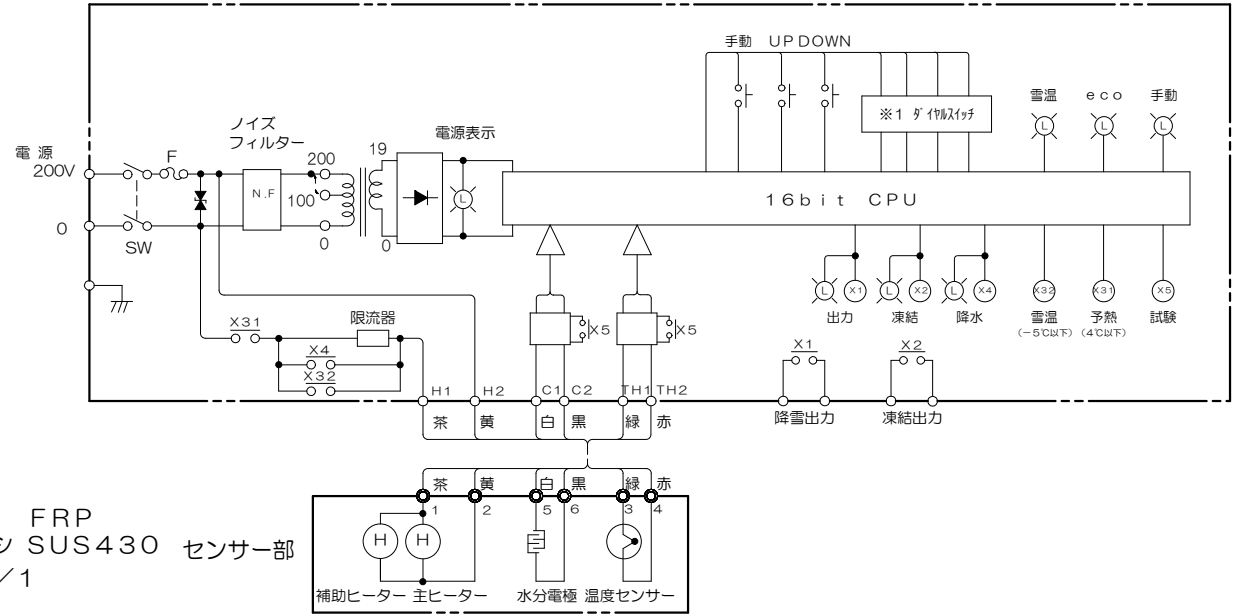 手動 UP DOWN
※1 ダイヤルスイッチ
雪温 eco 手動
L L L
電源
200V
0
F
SW
ノイズ
フィルター
N.F
200
100
0
19
0
電源表示
L
16bit CPU
L X1 L X2 L X4 X32 X31 X5
出力 凍結 降水 雪温 予熱 試験
(−5℃以下) (4℃以下)
X5 X5
X31
限流器
X4
X32
X1 X2
H1 H2 C1 C2 TH1 TH2
茶 黄 白 黒 緑 赤
降雪出力 凍結出力
茶 黄 白 黒 緑 赤
1 2 5 6 3 4
H H
補助ヒーター 主ヒーター 水分電極 温度センサー
センサー部
FRP
SUS430
/1